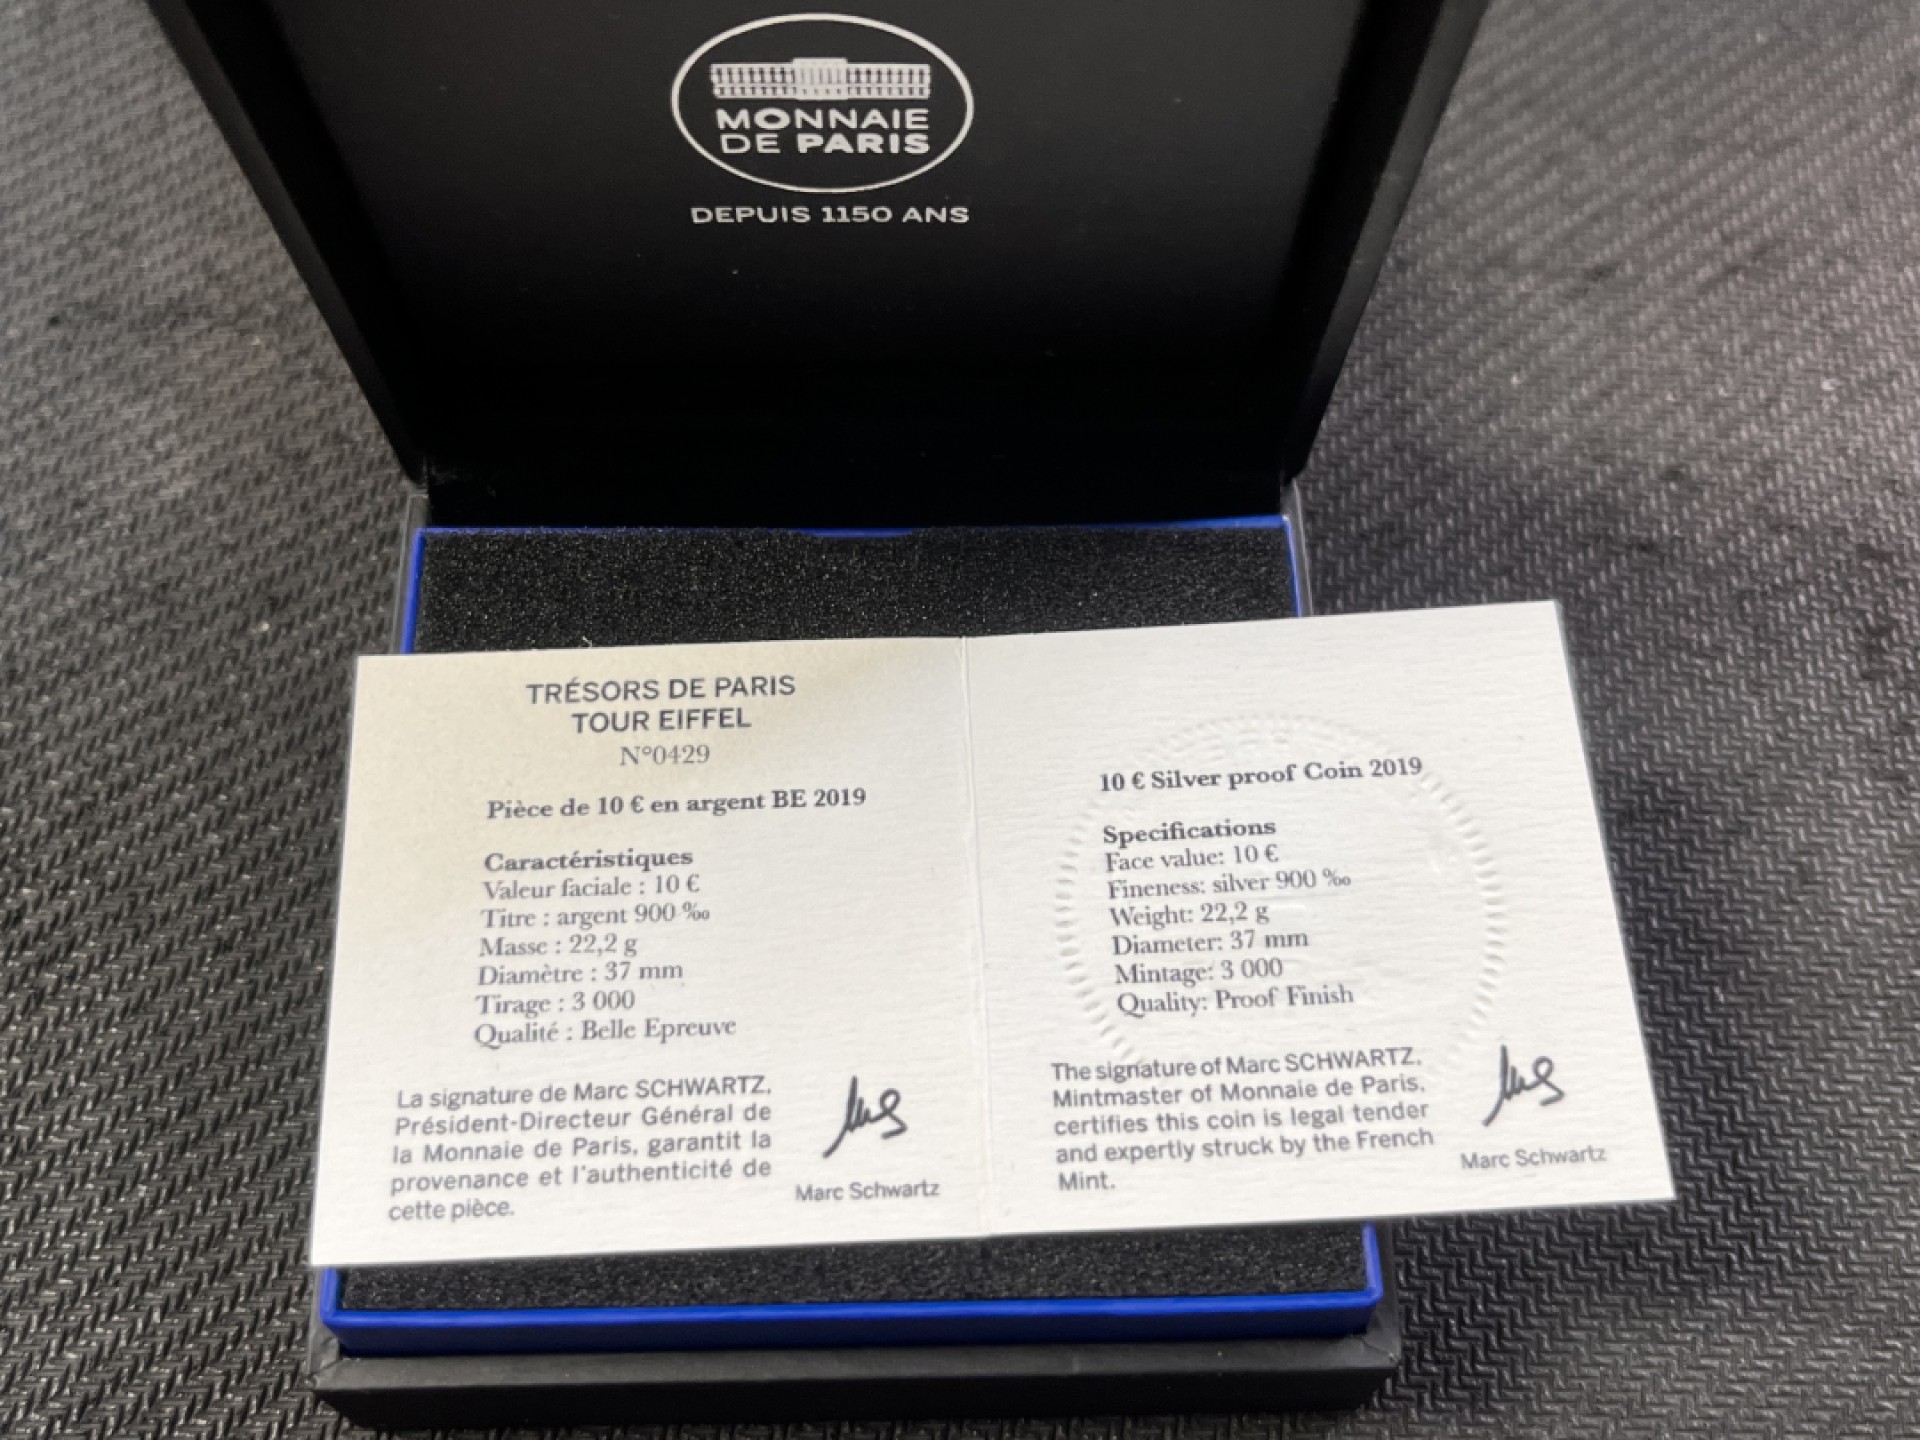 MONNAIE
DE PARIS
DEPUIS 1150 ANS
TRÉSORS DE PARIS
TOUR EIFFEL
N°0429
Pièce de 10 € en argent BE 2019
Caractéristiques
Valeur faciale : 10 €
Titre : argent 900 ‰
Masse : 22,2 g
Diamètre : 37 mm
Tirage : 3 000
Qualité : Belle Epreuve
La signature de Marc SCHWARTZ,
Président-Directeur Général de
la Monnaie de Paris, garantit la
provenance et l'authenticité de
cette pièce.
Marc Schwartz
10 € Silver proof Coin 2019
Specifications
Face value: 10 €
Fineness: silver 900 ‰
Weight: 22,2 g
Diameter: 37 mm
Mintage: 3 000
Quality: Proof Finish
The signature of Marc SCHWARTZ,
Mintmaster of Monnaie de Paris,
certifies this coin is legal tender
and expertly struck by the French
Mint.
Marc Schwartz